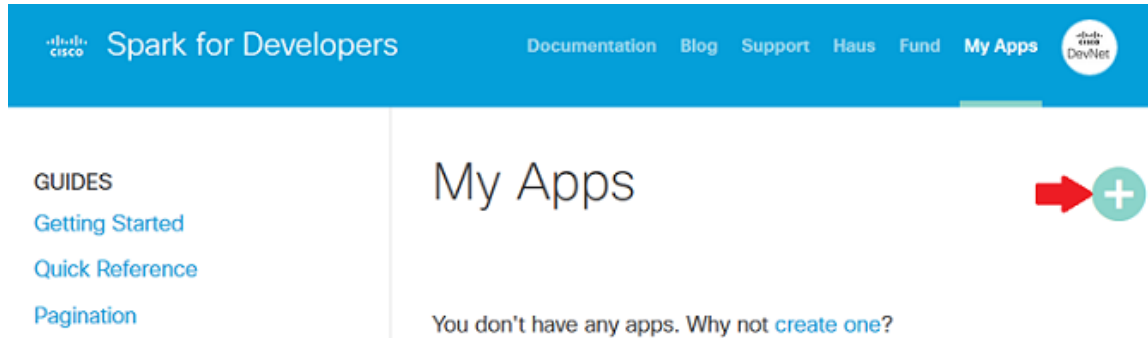 CISCO Spark for Developers
Documentation Blog Support Haus Fund My Apps
CISCO
DevNet
GUIDES
Getting Started
Quick Reference
Pagination
My Apps
You don't have any apps. Why not create one?